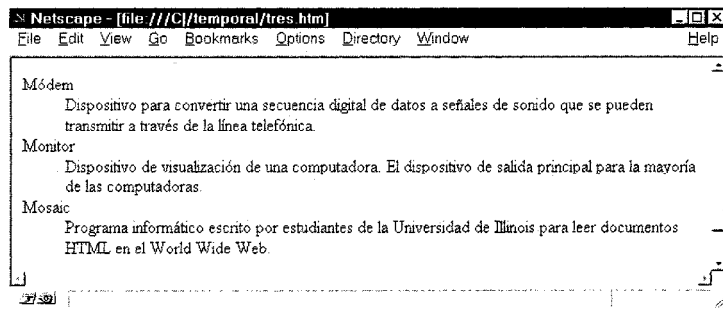 Netscape - [file:///C|/temporal/tres.htm]
File Edit View Go Bookmarks Options Directory Window Help
Módem
Dispositivo para convertir una secuencia digital de datos a señales de sonido que se pueden
transmitir a través de la línea telefónica.
Monitor
Dispositivo de visualización de una computadora. El dispositivo de salida principal para la mayoría
de las computadoras.
Mosaic
Programa informático escrito por estudiantes de la Universidad de Illinois para leer documentos
HTML en el World Wide Web.